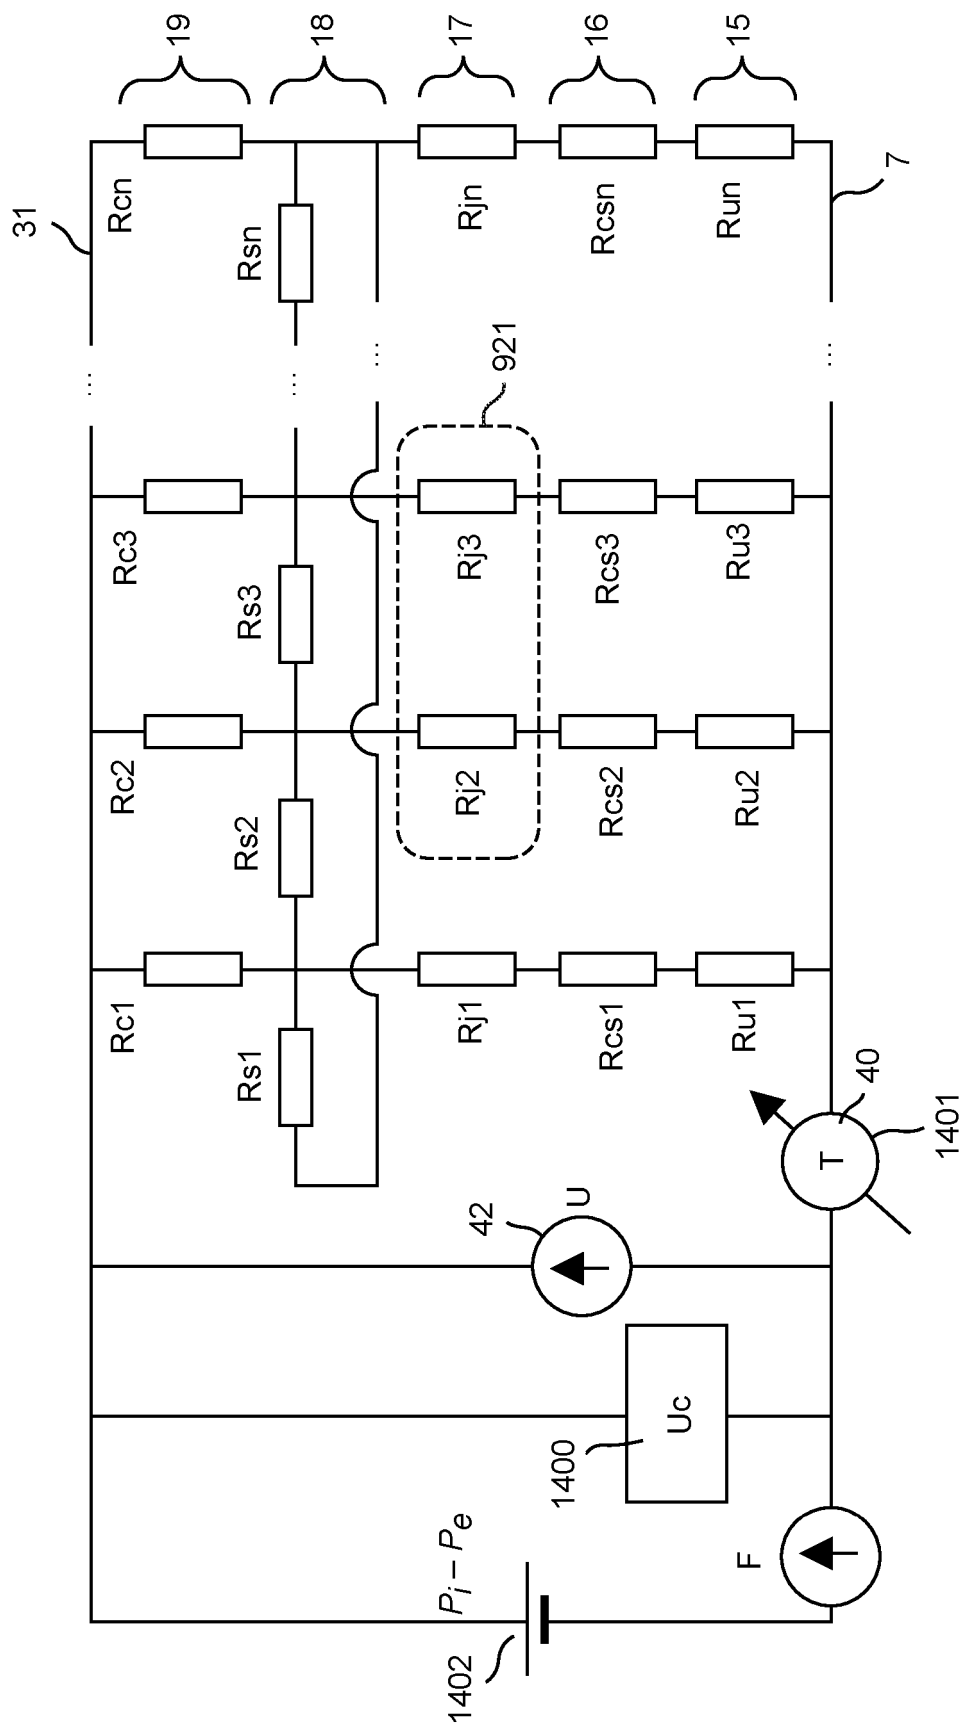 31
Rcn
19
Rsn
18
Rjn
17
Rcsn
16
Run
15
7
...
...
...
...
921
Rc3
Rs3
Rj3
Rcs3
Ru3
Rc2
Rs2
Rj2
Rcs2
Ru2
Rc1
Rs1
Rj1
Rcs1
Ru1
T
40
1401
42
U
Uc
1400
Pi – Pe
1402
F